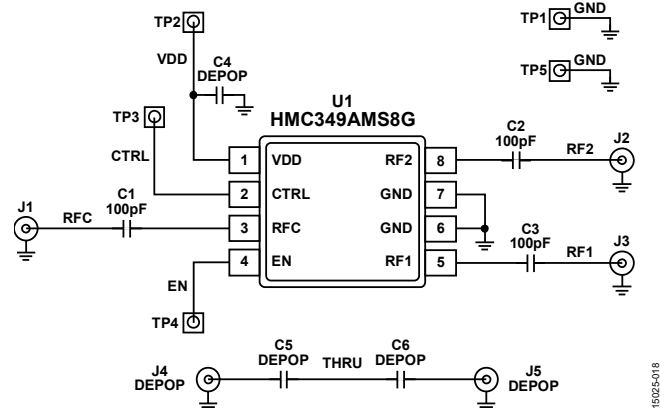 TP2
VDD
C4
DEPOP
TP1
GND
TP5
GND
U1
HMC349AMS8G
TP3
CTRL
1
VDD
RF2
8
C2
100pF
RF2
J2
2
CTRL
GND
7
J1
RFC
C1
100pF
3
RFC
GND
6
C3
100pF
RF1
J3
4
EN
RF1
5
EN
TP4
J4
DEPOP
C5
DEPOP
THRU
C6
DEPOP
J5
DEPOP
15025-018